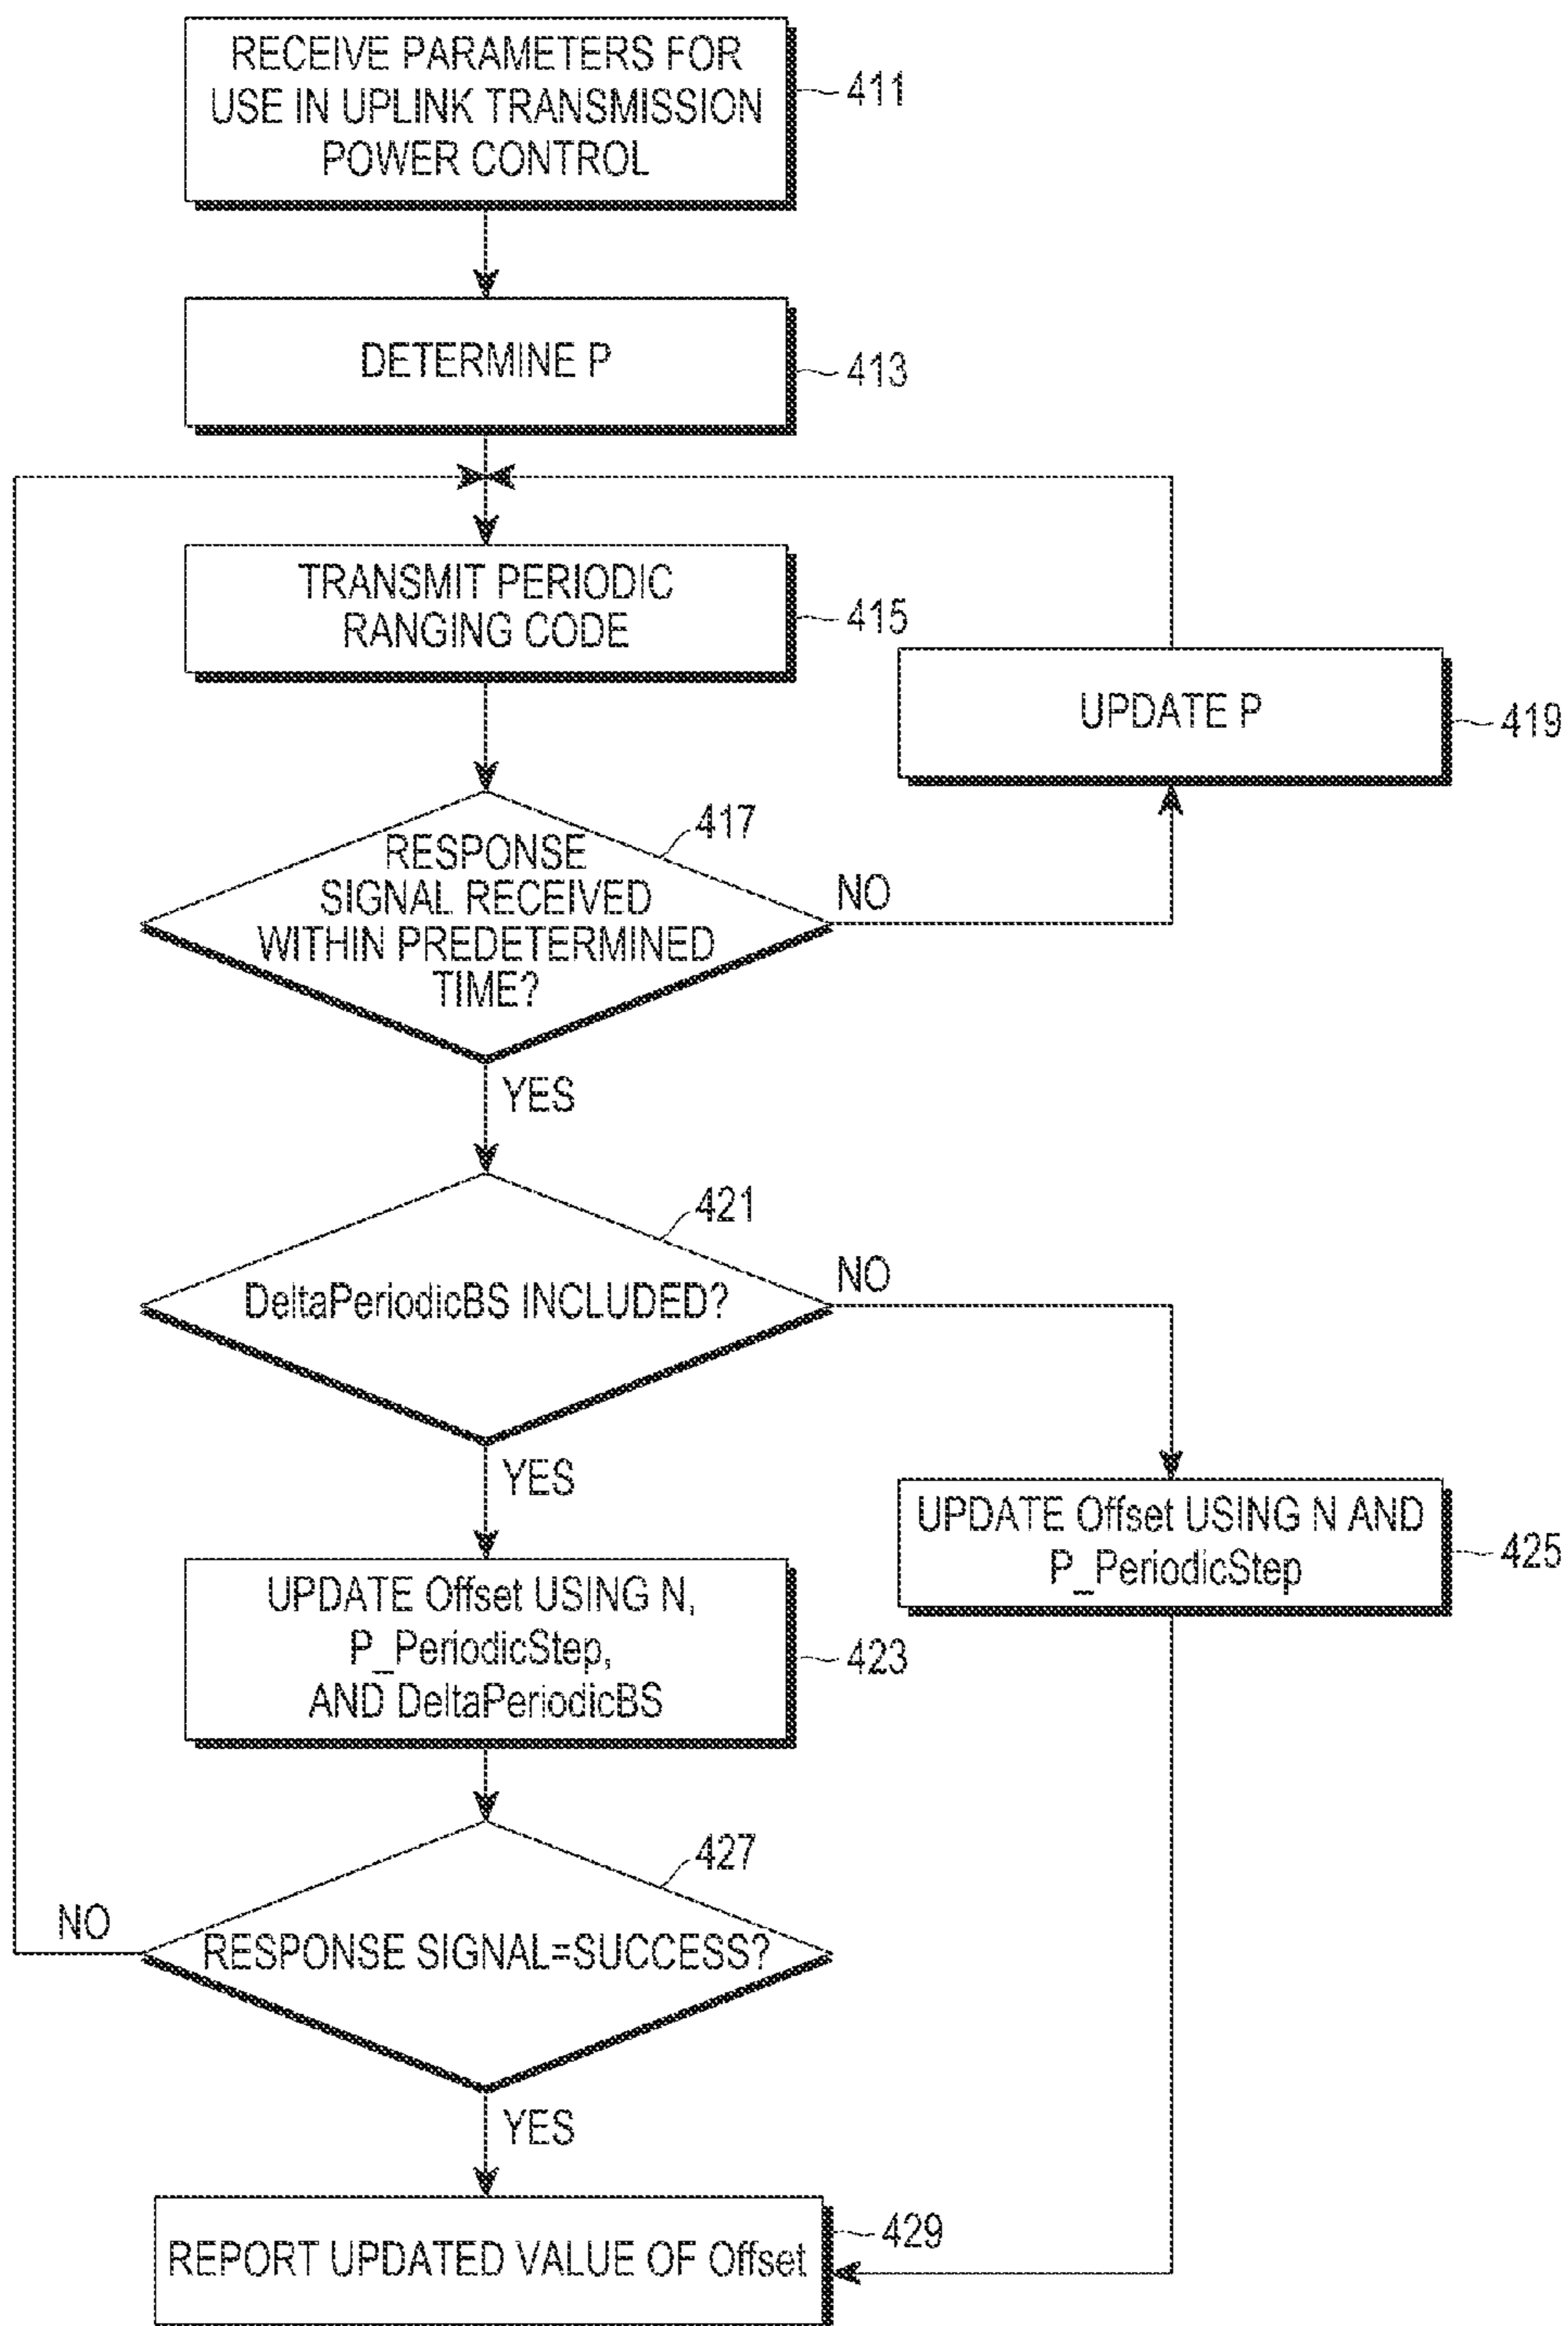 RECEIVE PARAMETERS FOR
USE IN UPLINK TRANSMISSION
POWER CONTROL
411
DETERMINE P
413
TRANSMIT PERIODIC
RANGING CODE
415
UPDATE P
419
417
RESPONSE
SIGNAL RECEIVED
WITHIN PREDETERMINED
TIME?
NO
YES
421
DeltaPeriodicBS INCLUDED?
NO
YES
UPDATE Offset USING N AND
P_PeriodicStep
425
UPDATE Offset USING N,
P_PeriodicStep,
AND DeltaPeriodicBS
423
427
NO
RESPONSE SIGNAL=SUCCESS?
YES
REPORT UPDATED VALUE OF Offset
429